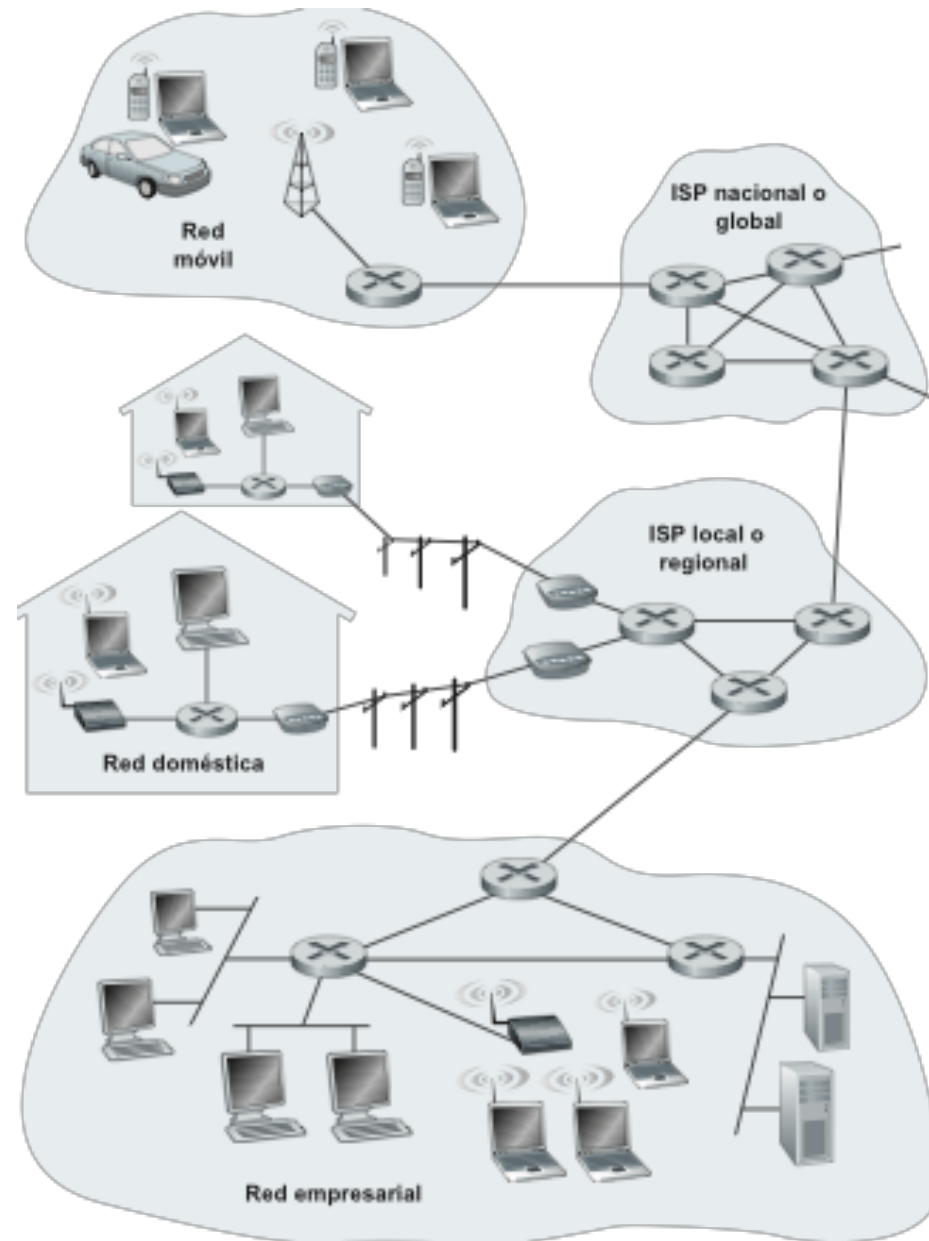 Red
móvil
ISP nacional o
global
ISP local o
regional
Red doméstica
Red empresarial